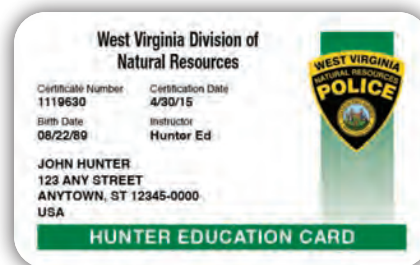 West Virginia Division of
Natural Resources
Certificate Number Certification Date
1119630 4/30/15
Birth Date Instructor
08/22/89 Hunter Ed
JOHN HUNTER
123 ANY STREET
ANYTOWN, ST 12345-0000
USA
WEST VIRGINIA
NATURAL RESOURCES
POLICE
HUNTER EDUCATION CARD